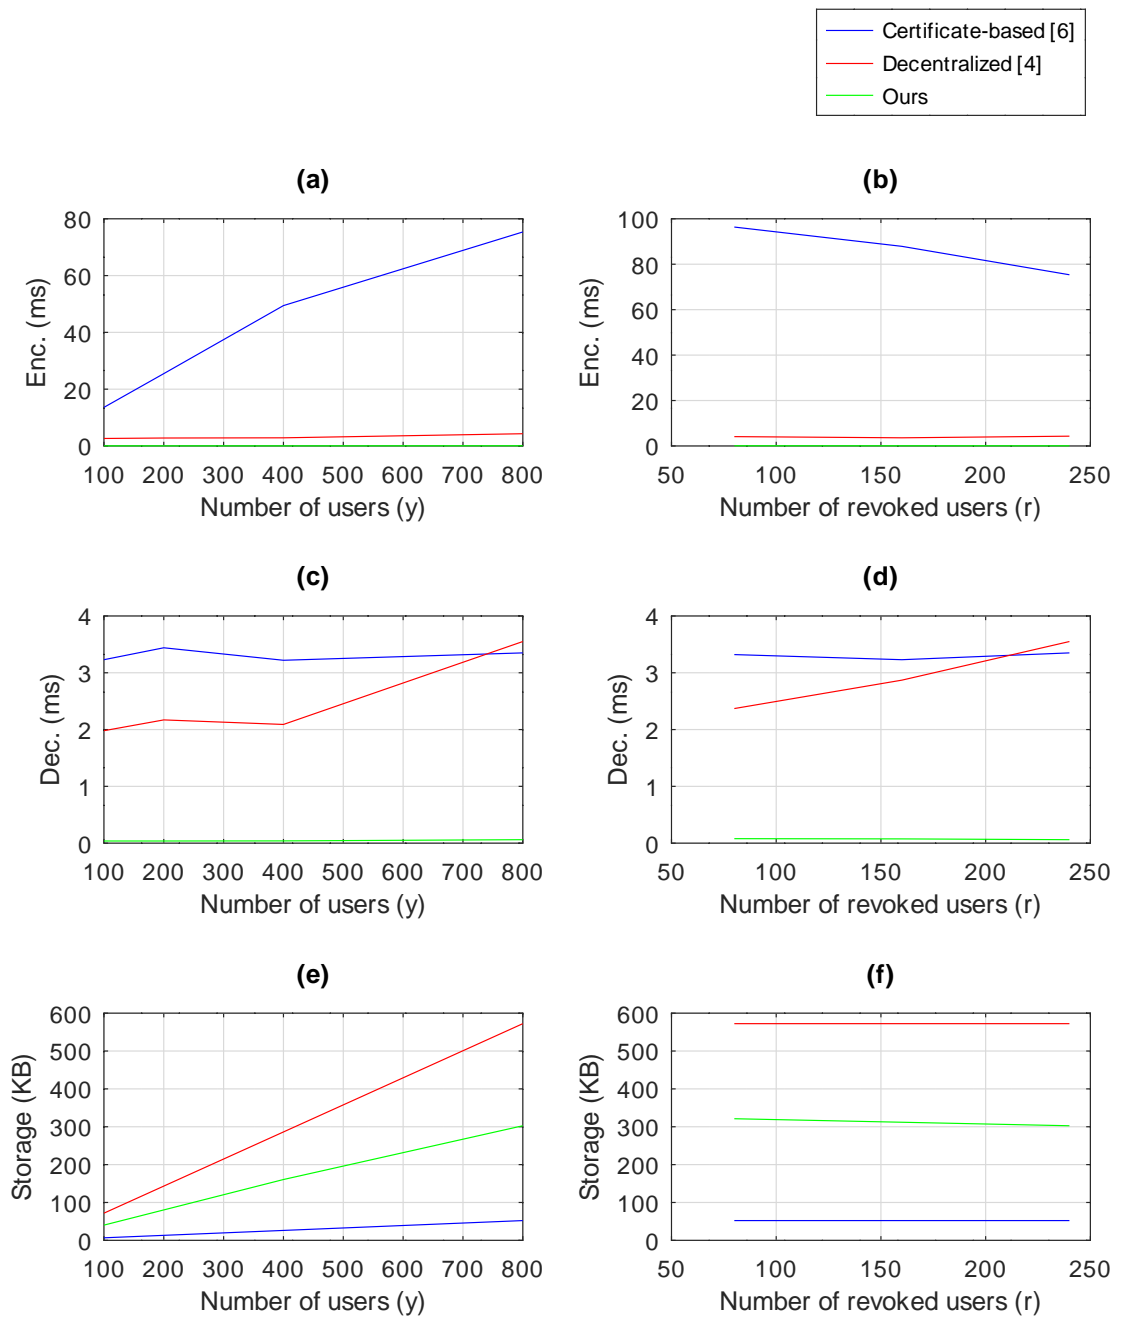 Certificate-based [6]
Decentralized [4]
Ours
(a)
80
60
40
20
0
Enc. (ms)
100 200 300 400 500 600 700 800
Number of users (y)
(b)
100
80
60
40
20
0
Enc. (ms)
50 100 150 200 250
Number of revoked users (r)
(c)
4
3
2
1
0
Dec. (ms)
100 200 300 400 500 600 700 800
Number of users (y)
(d)
4
3
2
1
0
Dec. (ms)
50 100 150 200 250
Number of revoked users (r)
(e)
600
500
400
300
200
100
0
Storage (KB)
100 200 300 400 500 600 700 800
Number of users (y)
(f)
600
500
400
300
200
100
0
Storage (KB)
50 100 150 200 250
Number of revoked users (r)